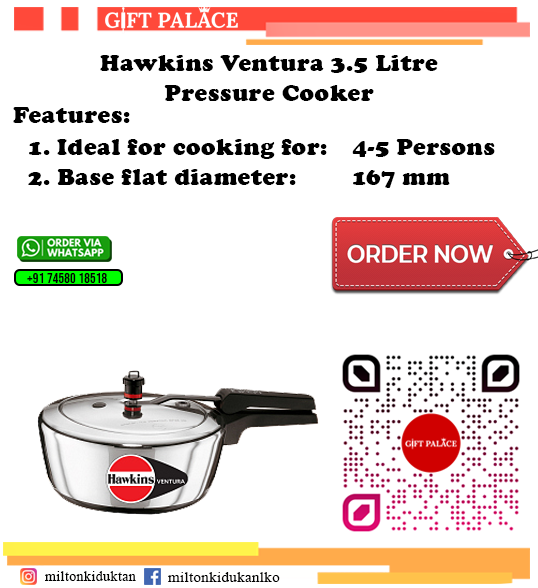 GIFT PALACE
Hawkins Ventura 3.5 Litre
Pressure Cooker
Features:
1. Ideal for cooking for: 4-5 Persons
2. Base flat diameter: 167 mm
ORDER VIA
WHATSAPP
+91 74580 18518
ORDER NOW
Hawkins VENTURA
GIFT PALACE
miltonkiduktan miltonkidukanlko